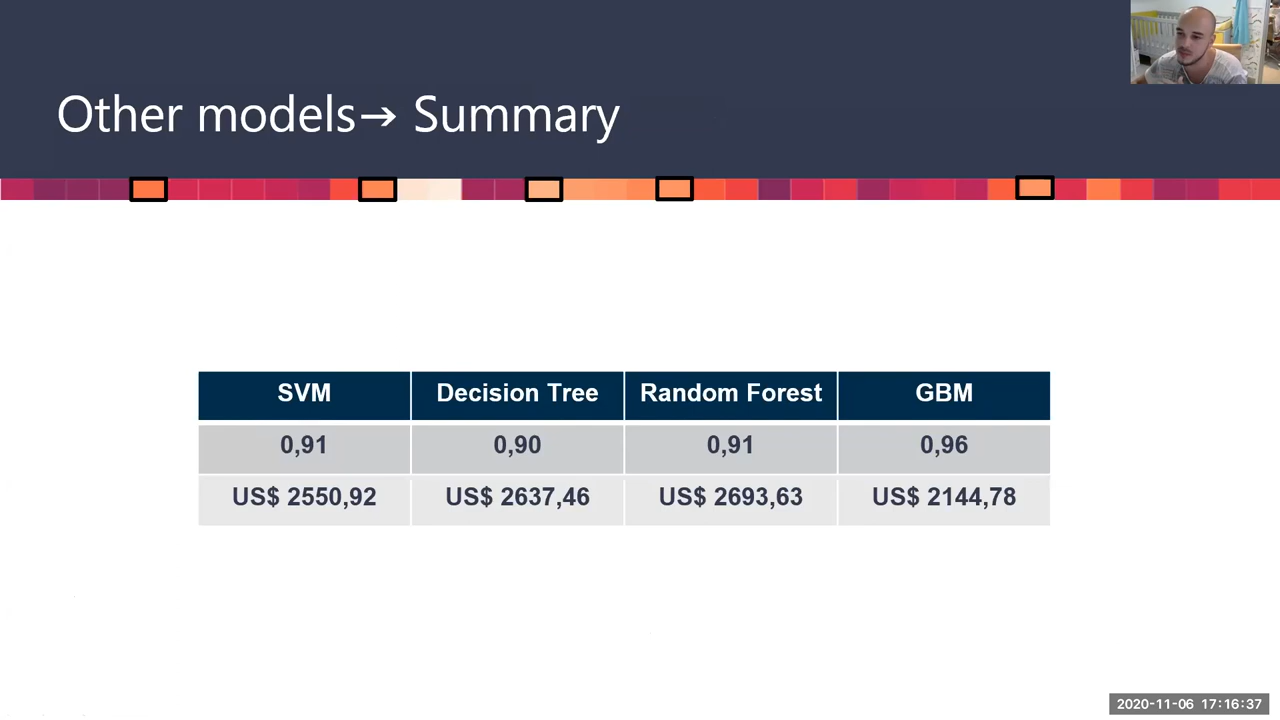 Other models→ Summary
SVM Decision Tree Random Forest GBM
0,91 0,90 0,91 0,96
US$ 2550,92 US$ 2637,46 US$ 2693,63 US$ 2144,78
2020-11-06 17:16:37